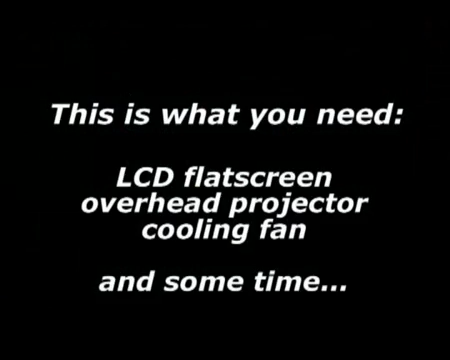 This is what you need:
LCD flatscreen
overhead projector
cooling fan
and some time...